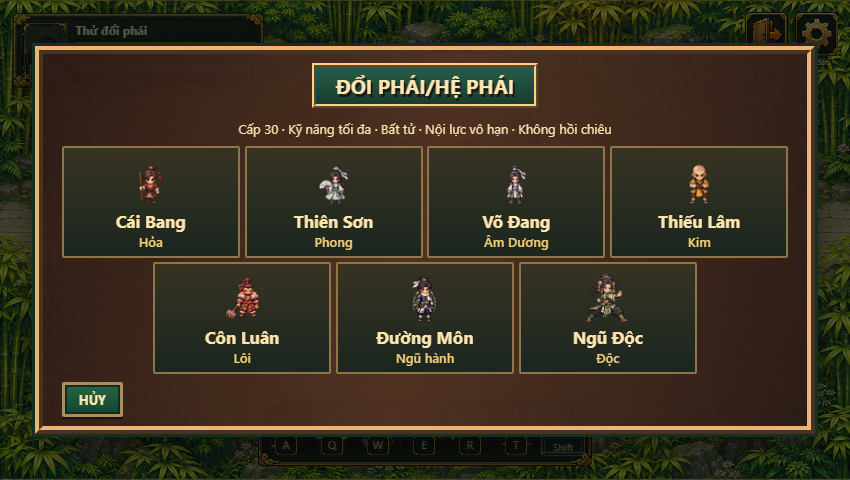 Thử đổi phái
ĐỔI PHÁI/HỆ PHÁI
Cấp 30 · Kỹ năng tối đa · Bất tử · Nội lực vô hạn · Không hồi chiêu
Cái Bang
Hỏa
Thiên Sơn
Phong
Võ Đang
Âm Dương
Thiếu Lâm
Kim
Côn Luân
Lôi
Đường Môn
Ngũ hành
Ngũ Độc
Độc
HỦY
A Q W E R T Shift